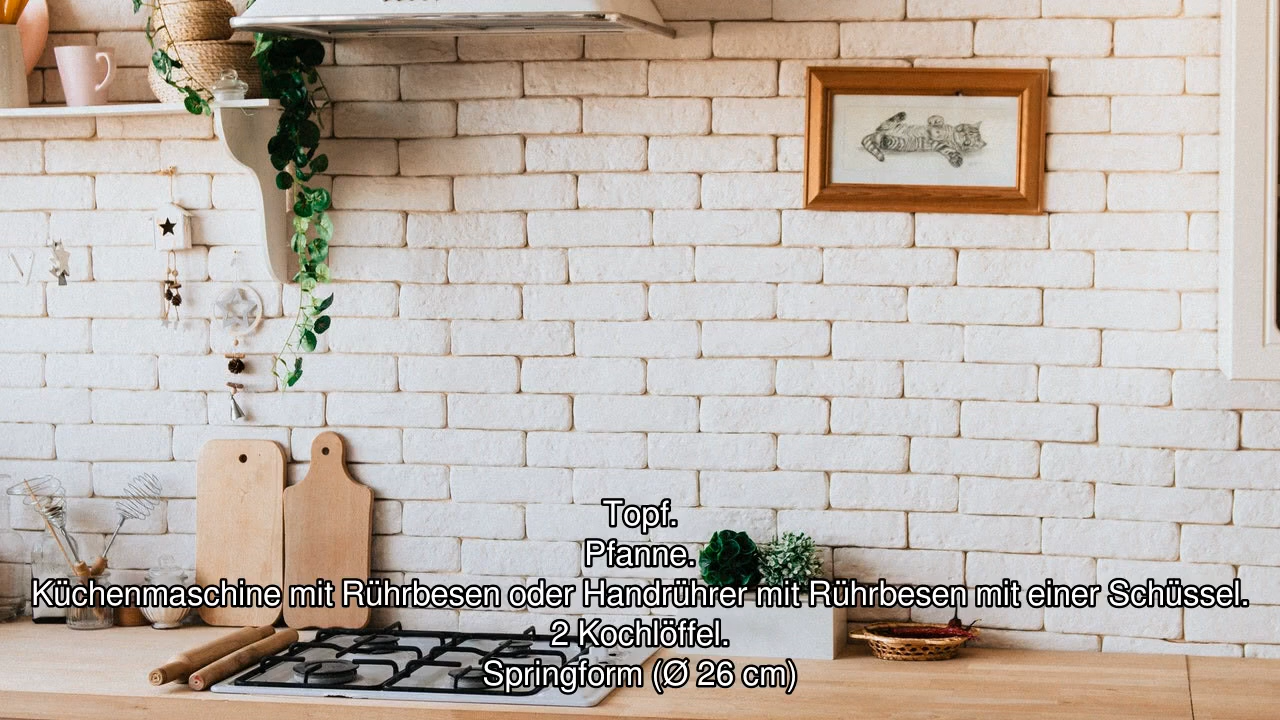 Topf.
Pfanne.
Küchenmaschine mit Rührbesen oder Handrührer mit Rührbesen mit einer Schüssel.
2 Kochlöffel.
Springform (Ø 26 cm)